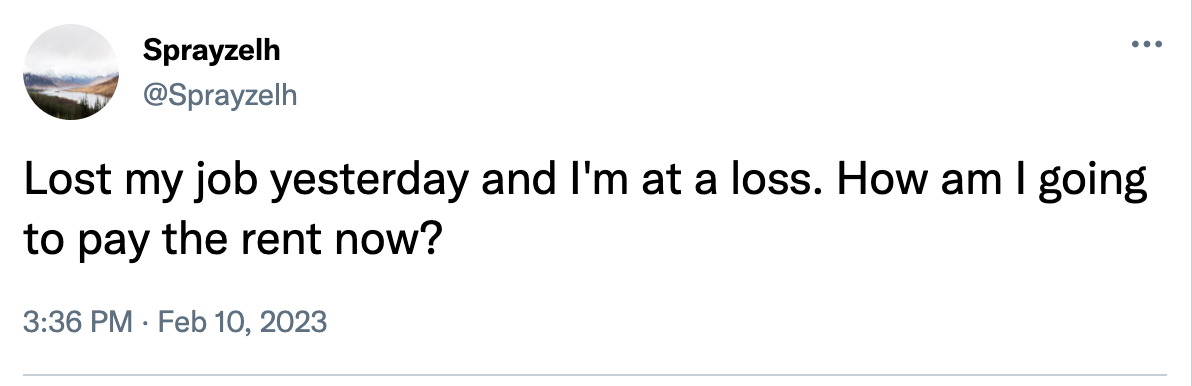 Sprayzelh
@Sprayzelh
Lost my job yesterday and I'm at a loss. How am I going
to pay the rent now?
3:36 PM · Feb 10, 2023